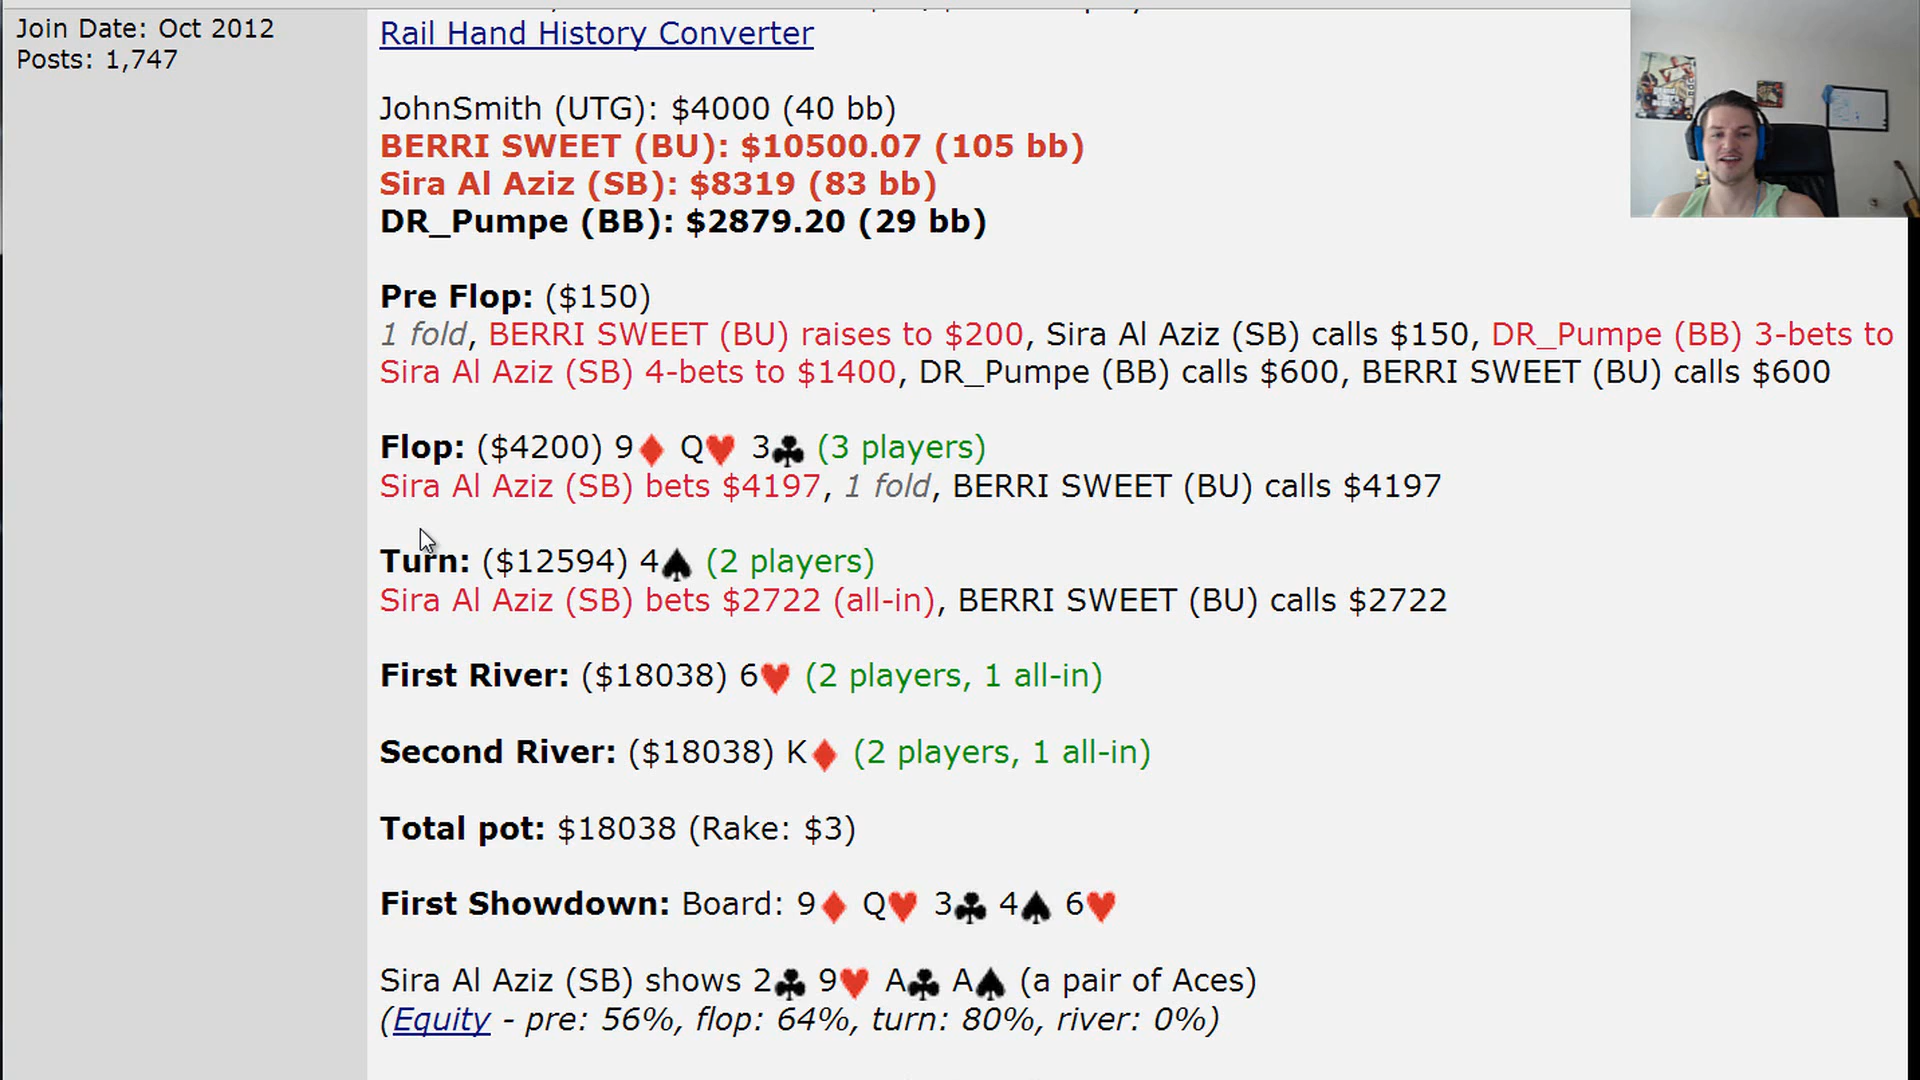 Join Date: Oct 2012
Posts: 1,747
Rail Hand History Converter
JohnSmith (UTG): $4000 (40 bb)
BERRI SWEET (BU): $10500.07 (105 bb)
Sira Al Aziz (SB): $8319 (83 bb)
DR_Pumpe (BB): $2879.20 (29 bb)
Pre Flop: ($150)
1 fold, BERRI SWEET (BU) raises to $200, Sira Al Aziz (SB) calls $150, DR_Pumpe (BB) 3-bets to
Sira Al Aziz (SB) 4-bets to $1400, DR_Pumpe (BB) calls $600, BERRI SWEET (BU) calls $600
Flop: ($4200) 9♦ Q♥ 3♣ (3 players)
Sira Al Aziz (SB) bets $4197, 1 fold, BERRI SWEET (BU) calls $4197
Turn: ($12594) 4♠ (2 players)
Sira Al Aziz (SB) bets $2722 (all-in), BERRI SWEET (BU) calls $2722
First River: ($18038) 6♥ (2 players, 1 all-in)
Second River: ($18038) K♦ (2 players, 1 all-in)
Total pot: $18038 (Rake: $3)
First Showdown: Board: 9♦ Q♥ 3♣ 4♠ 6♥
Sira Al Aziz (SB) shows 2♣ 9♥ A♣ A♠ (a pair of Aces)
(Equity - pre: 56%, flop: 64%, turn: 80%, river: 0%)